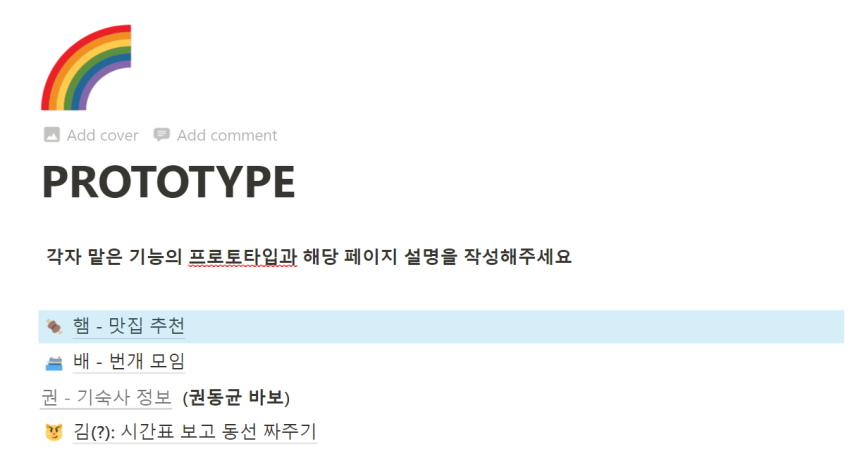 Add cover Add comment
PROTOTYPE
각자 맡은 기능의 프로토타입과 해당 페이지 설명을 작성해주세요
햄 - 맛집 추천
배 - 번개 모임
권 - 기숙사 정보 (권동균 바보)
김(?): 시간표 보고 동선 짜주기